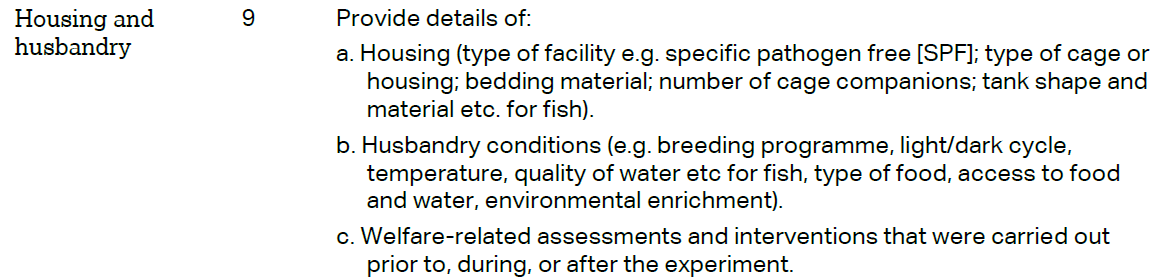 Housing and husbandry
9
Provide details of:
a. Housing (type of facility e.g. specific pathogen free [SPF]; type of cage or
housing; bedding material; number of cage companions; tank shape and
material etc. for fish).
b. Husbandry conditions (e.g. breeding programme, light/dark cycle,
temperature, quality of water etc for fish, type of food, access to food
and water, environmental enrichment).
c. Welfare-related assessments and interventions that were carried out
prior to, during, or after the experiment.